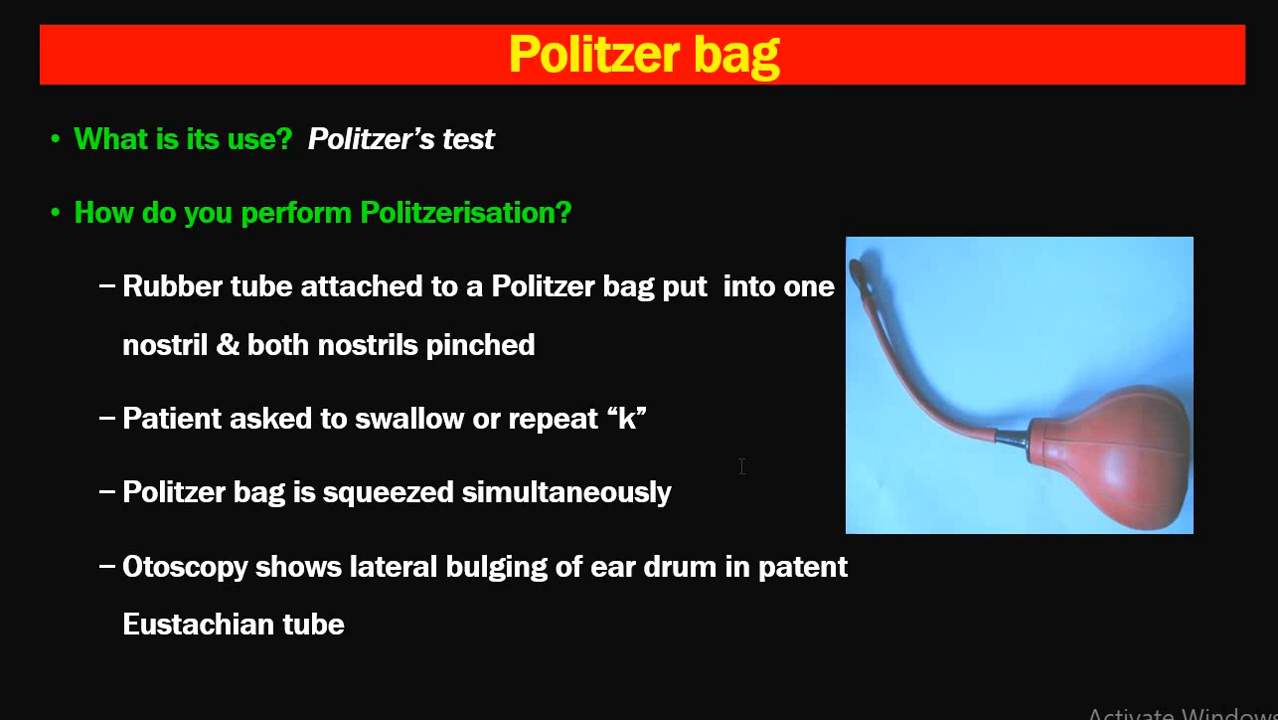 Politzer bag
• What is its use? Politzer’s test
• How do you perform Politzerisation?
– Rubber tube attached to a Politzer bag put into one
nostril & both nostrils pinched
– Patient asked to swallow or repeat “k”
– Politzer bag is squeezed simultaneously
– Otoscopy shows lateral bulging of ear drum in patent
Eustachian tube
Activate Windows